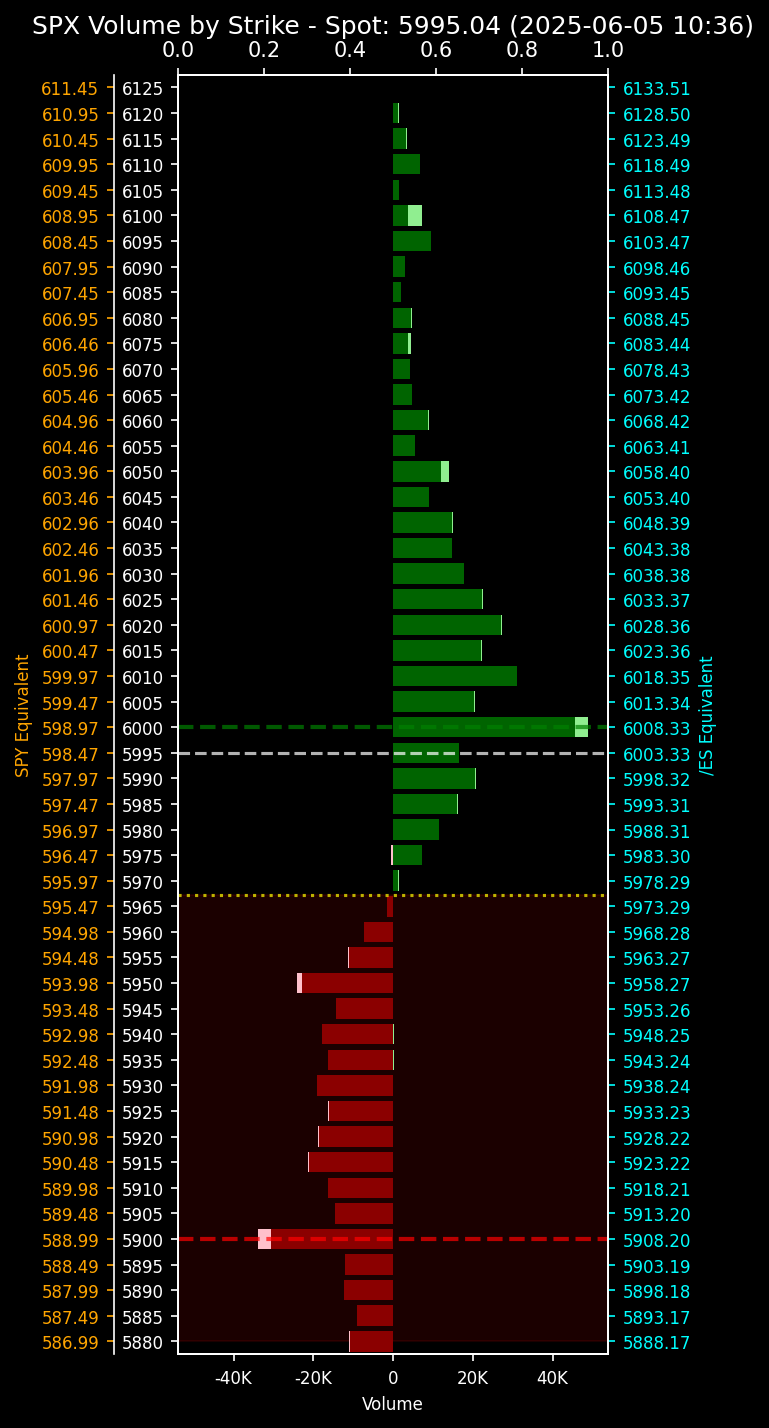 SPX Volume by Strike - Spot: 5995.04 (2025-06-05 10:36)
0.0 0.2 0.4 0.6 0.8 1.0
611.45 6125 6133.51
610.95 6120 6128.50
610.45 6115 6123.49
609.95 6110 6118.49
609.45 6105 6113.48
608.95 6100 6108.47
608.45 6095 6103.47
607.95 6090 6098.46
607.45 6085 6093.45
606.95 6080 6088.45
606.46 6075 6083.44
605.96 6070 6078.43
605.46 6065 6073.42
604.96 6060 6068.42
604.46 6055 6063.41
603.96 6050 6058.40
603.46 6045 6053.40
602.96 6040 6048.39
602.46 6035 6043.38
601.96 6030 6038.38
601.46 6025 6033.37
600.97 6020 6028.36
600.47 6015 6023.36
599.97 6010 6018.35
599.47 6005 6013.34
598.97 6000 6008.33
598.47 5995 6003.33
597.97 5990 5998.32
597.47 5985 5993.31
596.97 5980 5988.31
596.47 5975 5983.30
595.97 5970 5978.29
595.47 5965 5973.29
594.98 5960 5968.28
594.48 5955 5963.27
593.98 5950 5958.27
593.48 5945 5953.26
592.98 5940 5948.25
592.48 5935 5943.24
591.98 5930 5938.24
591.48 5925 5933.23
590.98 5920 5928.22
590.48 5915 5923.22
589.98 5910 5918.21
589.48 5905 5913.20
588.99 5900 5908.20
588.49 5895 5903.19
587.99 5890 5898.18
587.49 5885 5893.17
586.99 5880 5888.17
SPY Equivalent
/ES Equivalent
-40K -20K 0 20K 40K
Volume